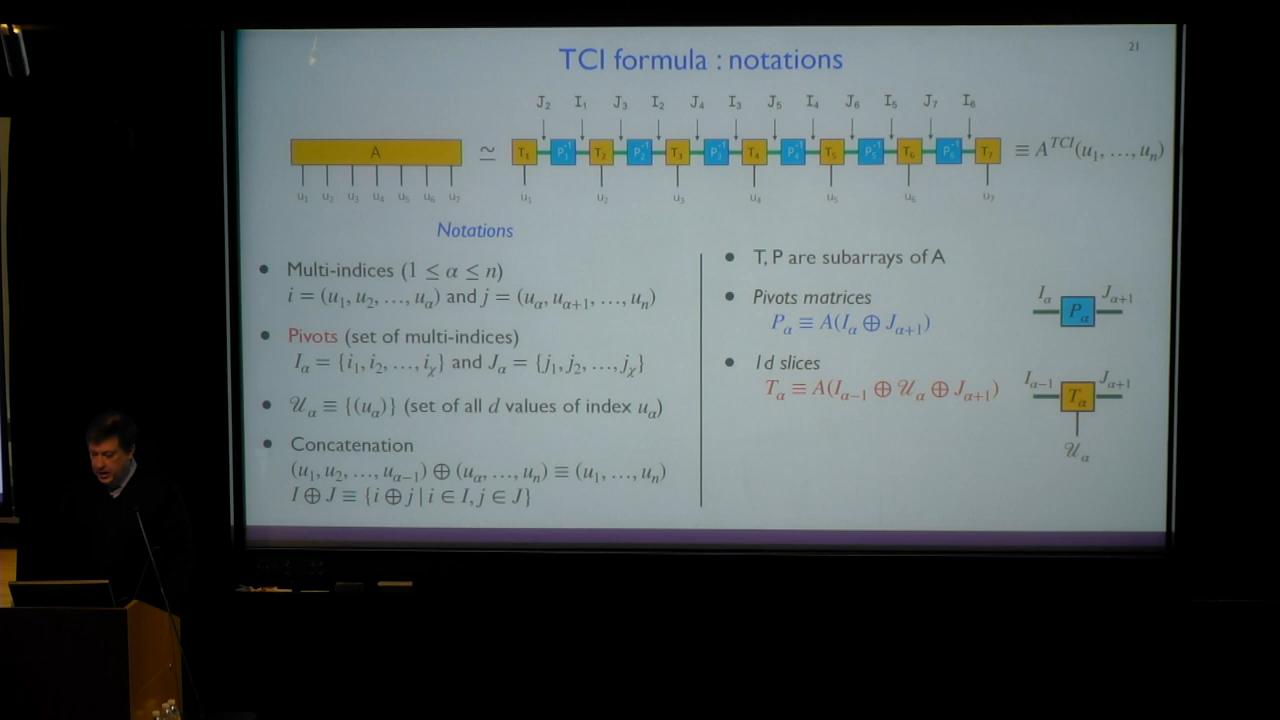 TCI formula : notations
21
J₂ I₁ J₃ I₂ J₄ I₃ J₅ I₄ J₆ I₅ J₇ I₆
A ≃ T₁ P₁⁻¹ T₂ P₂⁻¹ T₃ P₃⁻¹ T₄ P₄⁻¹ T₅ P₅⁻¹ T₆ P₆⁻¹ T₇ ≡ A^{TCI}(u₁, …, uₙ)
u₁ u₂ u₃ u₄ u₅ u₆ u₇ u₁ u₂ u₃ u₄ u₅ u₆ u₇
Notations
● Multi-indices (1 ≤ α ≤ n)
i = (u₁, u₂, …, u_α) and j = (u_α, u_{α+1}, …, uₙ)
● Pivots (set of multi-indices)
I_α = {i₁, i₂, …, i_χ} and J_α = {j₁, j₂, …, j_χ}
● 𝒰_α ≡ {(u_α)} (set of all d values of index u_α)
● Concatenation
(u₁, u₂, …, u_{α−1}) ⊕ (u_α, …, uₙ) ≡ (u₁, …, uₙ)
I ⊕ J ≡ {i ⊕ j | i ∈ I, j ∈ J}
● T, P are subarrays of A
● Pivots matrices
P_α ≡ A(I_α ⊕ J_{α+1})
I_α P_α J_{α+1}
● 1d slices
T_α ≡ A(I_{α−1} ⊕ 𝒰_α ⊕ J_{α+1})
I_{α−1} T_α J_{α+1}
𝒰_α